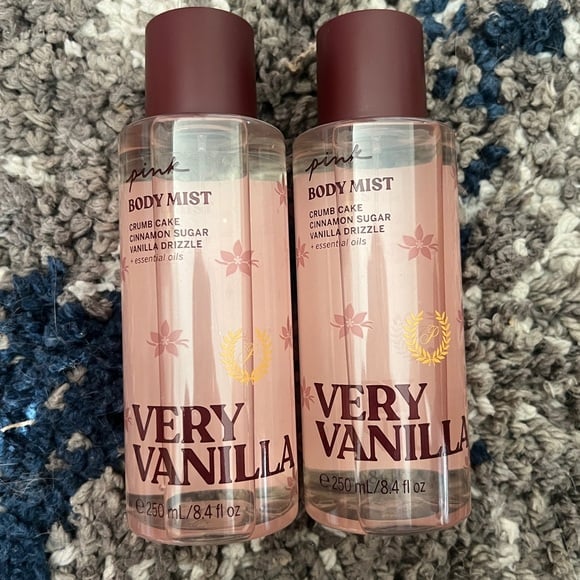 pink
BODY MIST
CRUMB CAKE
CINNAMON SUGAR
VANILLA DRIZZLE
+ essential oils
P
VERY
VANILLA
℮ 250 mL/8.4 fl oz
pink
BODY MIST
CRUMB CAKE
CINNAMON SUGAR
VANILLA DRIZZLE
+ essential oils
P
VERY
VANILLA
℮ 250 mL/8.4 fl oz